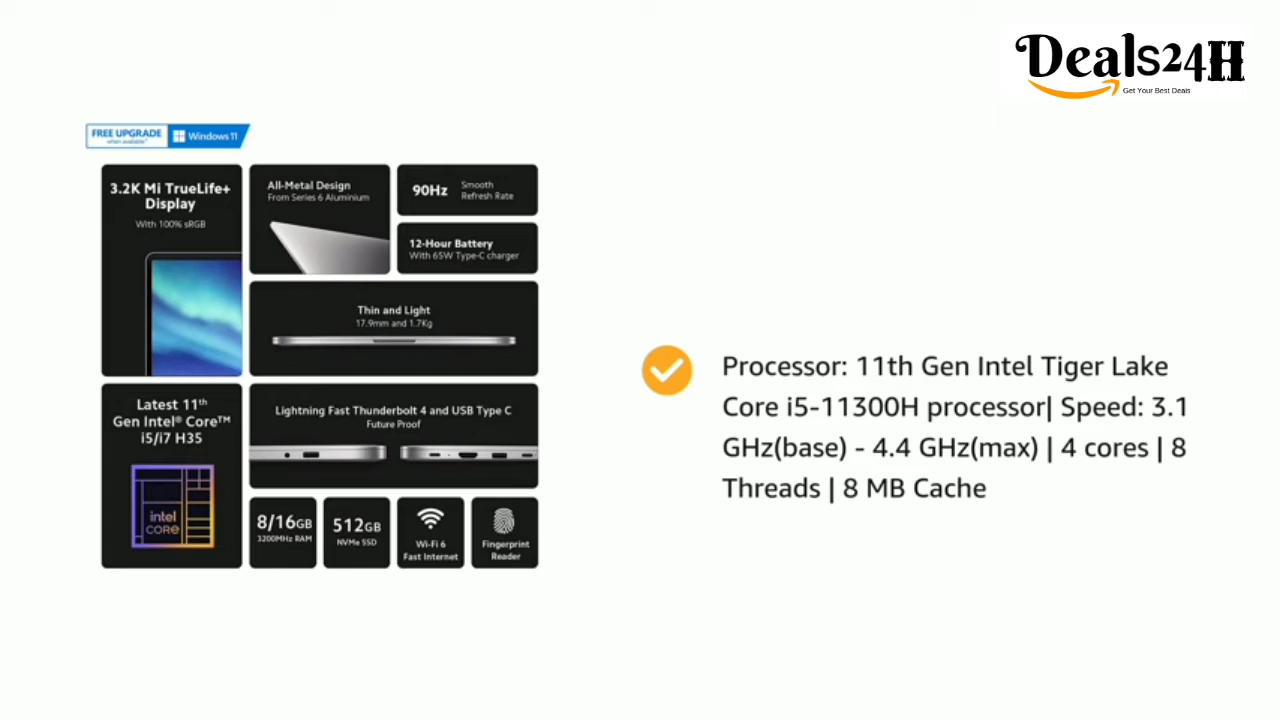 Deals24H
Get Your Best Deals
FREE UPGRADE
when available*
Windows 11
3.2K Mi TrueLife+
Display
With 100% sRGB
All-Metal Design
From Series 6 Aluminium
90Hz
Smooth
Refresh Rate
12-Hour Battery
With 65W Type-C charger
Thin and Light
17.9mm and 1.7Kg
Latest 11th
Gen Intel® Core™
i5/i7 H35
intel
CORE
Lightning Fast Thunderbolt 4 and USB Type C
Future Proof
8/16GB
3200MHz RAM
512GB
NVMe SSD
Wi-Fi 6
Fast Internet
Fingerprint
Reader
Processor: 11th Gen Intel Tiger Lake
Core i5-11300H processor| Speed: 3.1
GHz(base) - 4.4 GHz(max) | 4 cores | 8
Threads | 8 MB Cache